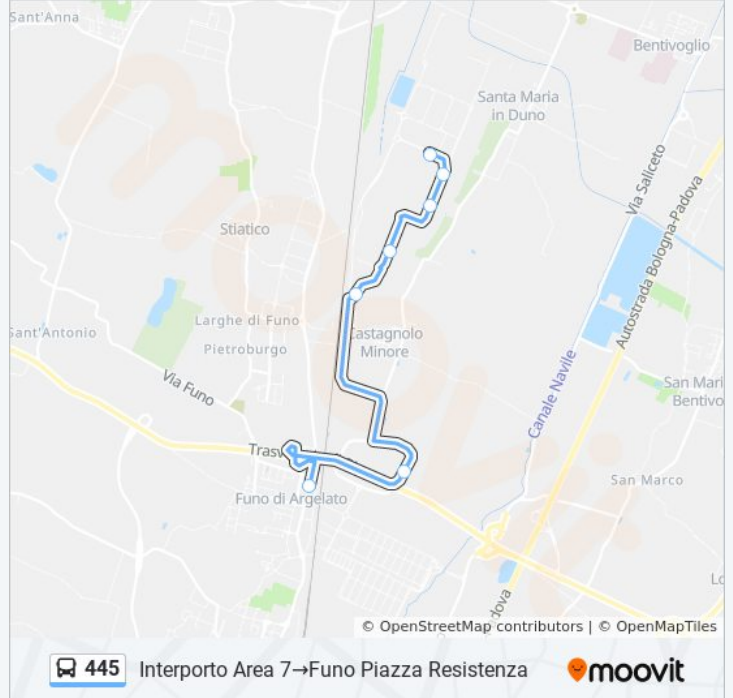 Sant'Anna
Bentivoglio
Santa Maria
in Duno
Via Saliceto
Stiatico
Autostrada Bologna-Padova
Larghe di Funo
Sant'Antonio
Castagnolo
Minore
Pietroburgo
Via Funo
Canale Navile
San Mari
Bentivo
Trasv
San Marco
Funo di Argelato
Lo
dova
moovit
© OpenStreetMap contributors | © OpenMapTiles
445 Interporto Area 7→Funo Piazza Resistenza moovit